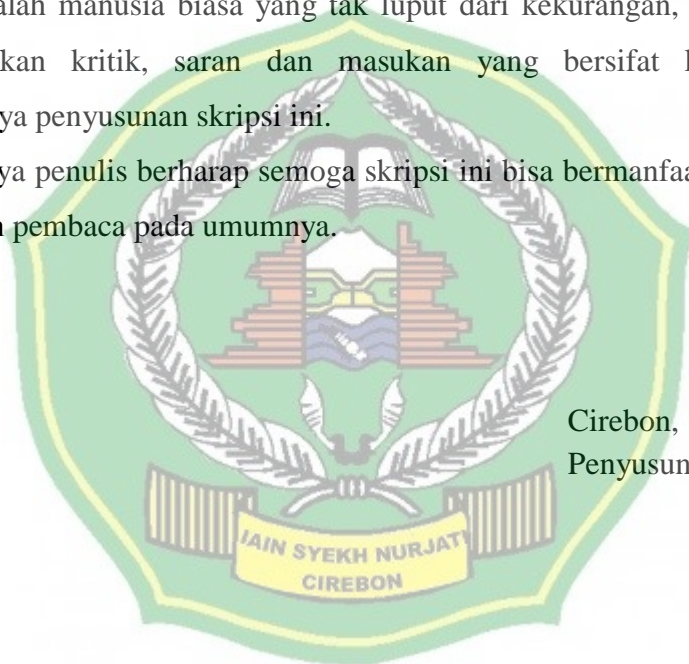 alah manusia biasa yang tak luput dari kekurangan,
kan kritik, saran dan masukan yang bersifat
ya penyusunan skripsi ini.
ya penulis berharap semoga skripsi ini bisa bermanfaa
pembaca pada umumnya.
Cirebon,
Penyusun
IAIN SYEKH NURJATI
CIREBON